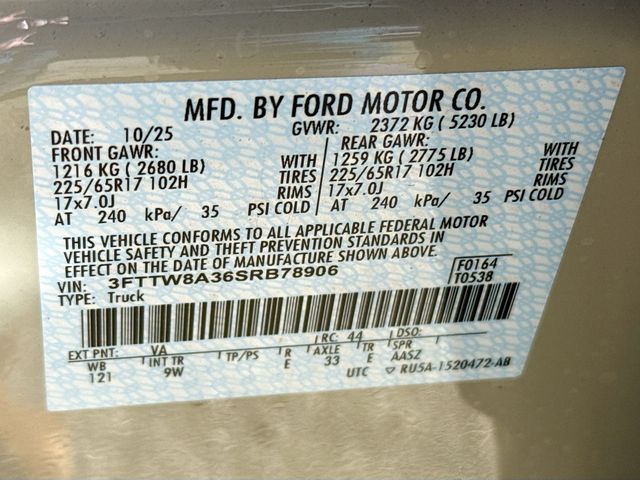 MFD. BY FORD MOTOR CO.
DATE: 10/25 GVWR: 2372 KG ( 5230 LB)
FRONT GAWR: REAR GAWR:
1216 KG ( 2680 LB) WITH 1259 KG ( 2775 LB) WITH
225/65R17 102H TIRES 225/65R17 102H TIRES
17x7.0J RIMS 17x7.0J RIMS
AT 240 kPa/ 35 PSI COLD AT 240 kPa/ 35 PSI COLD
THIS VEHICLE CONFORMS TO ALL APPLICABLE FEDERAL MOTOR
VEHICLE SAFETY AND THEFT PREVENTION STANDARDS IN
EFFECT ON THE DATE OF MANUFACTURE SHOWN ABOVE.
VIN: 3FTTW8A36SRB78906 F0164
TYPE: Truck T0538
EXT PNT: VA RC: 44 DSO:
WB INT TR TP/PS R AXLE TR SPR
121 9W E 33 E AASZ
UTC ▽ RU5A-1520472-AB